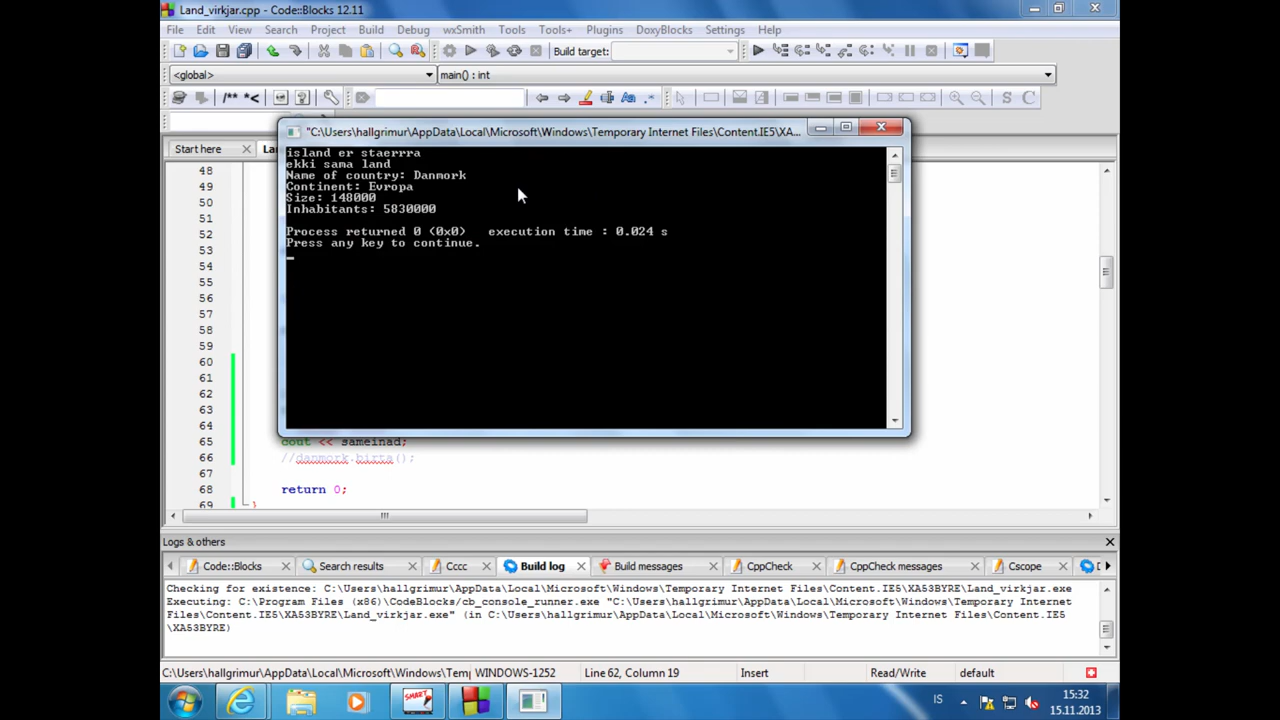 Land_virkjar.cpp - Code::Blocks 12.11
File Edit View Search Project Build Debug wxSmith Tools Tools+ Plugins DoxyBlocks Settings Help
Build target:
<global> main() : int
/** *<
Aa .*
S C
"C:\Users\hallgrimur\AppData\Local\Microsoft\Windows\Temporary Internet Files\Content.IE5\XA...
Start here
island er staerrra
ekki sama land
Name of country: Danmork
Continent: Evropa
Size: 148000
Inhabitants: 5830000
Process returned 0 (0x0)   execution time : 0.024 s
Press any key to continue.
48
49
50
51
52
53
54
55
56
57
58
59
60
61
62
63
64
65 cout << sameinad;
66 //danmork.birta();
67
68 return 0;
69 }
Logs & others
Code::Blocks Search results Cccc Build log Build messages CppCheck CppCheck messages Cscope
Checking for existence: C:\Users\hallgrimur\AppData\Local\Microsoft\Windows\Temporary Internet Files\Content.IE5\XA53BYRE\Land_virkjar.exe
Executing: C:\Program Files (x86)\CodeBlocks/cb_console_runner.exe "C:\Users\hallgrimur\AppData\Local\Microsoft\Windows\Temporary Internet
Files\Content.IE5\XA53BYRE\Land_virkjar.exe" (in C:\Users\hallgrimur\AppData\Local\Microsoft\Windows\Temporary Internet Files\Content.IE5
\XA53BYRE)
C:\Users\hallgrimur\AppData\Local\Microsoft\Windows\Temp WINDOWS-1252 Line 62, Column 19 Insert Read/Write default
SMART
IS
15:32
15.11.2013